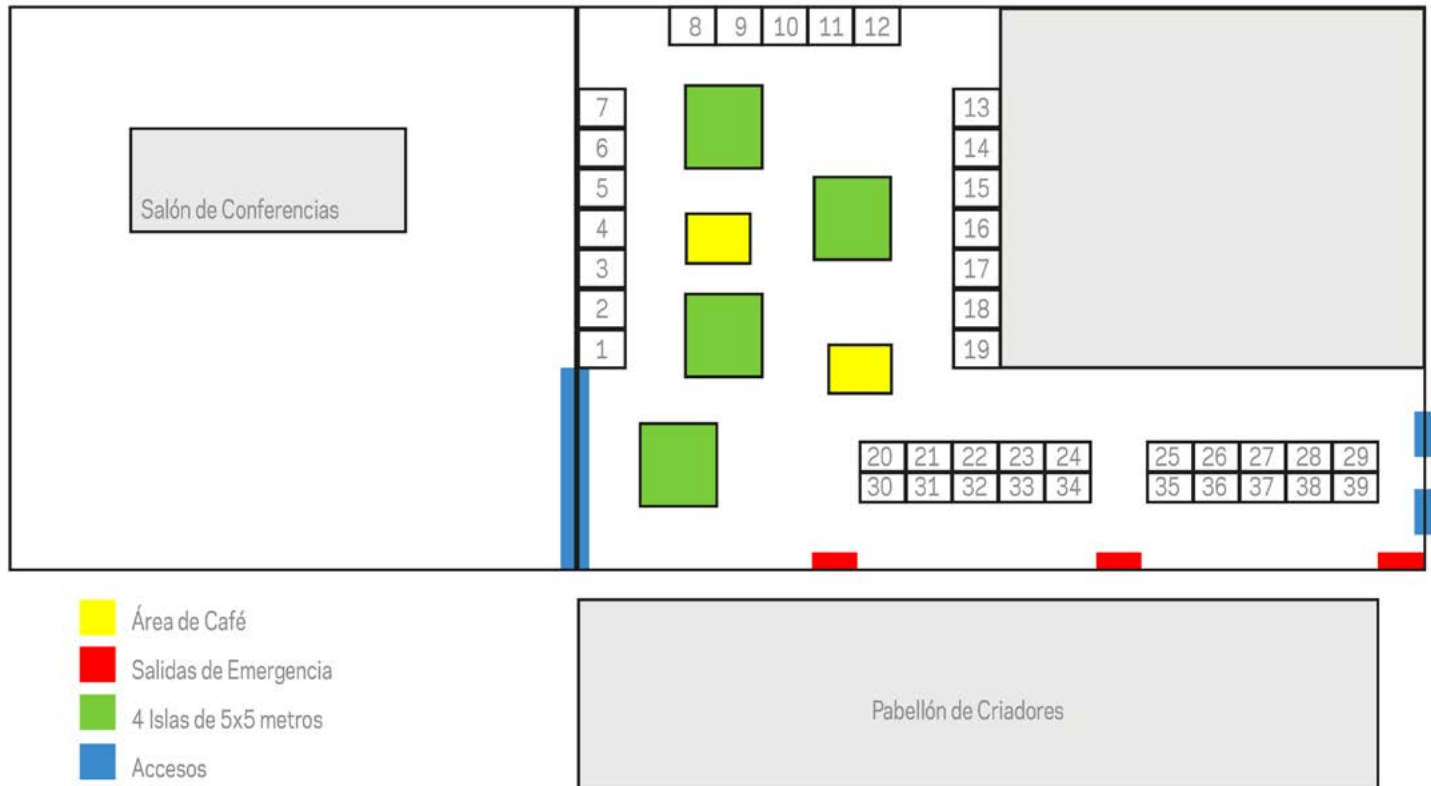 8 9 10 11 12
7
6
5
4
3
2
1
13
14
15
16
17
18
19
Salón de Conferencias
20 21 22 23 24
30 31 32 33 34
25 26 27 28 29
35 36 37 38 39
Área de Café
Salidas de Emergencia
4 Islas de 5x5 metros
Accesos
Pabellón de Criadores